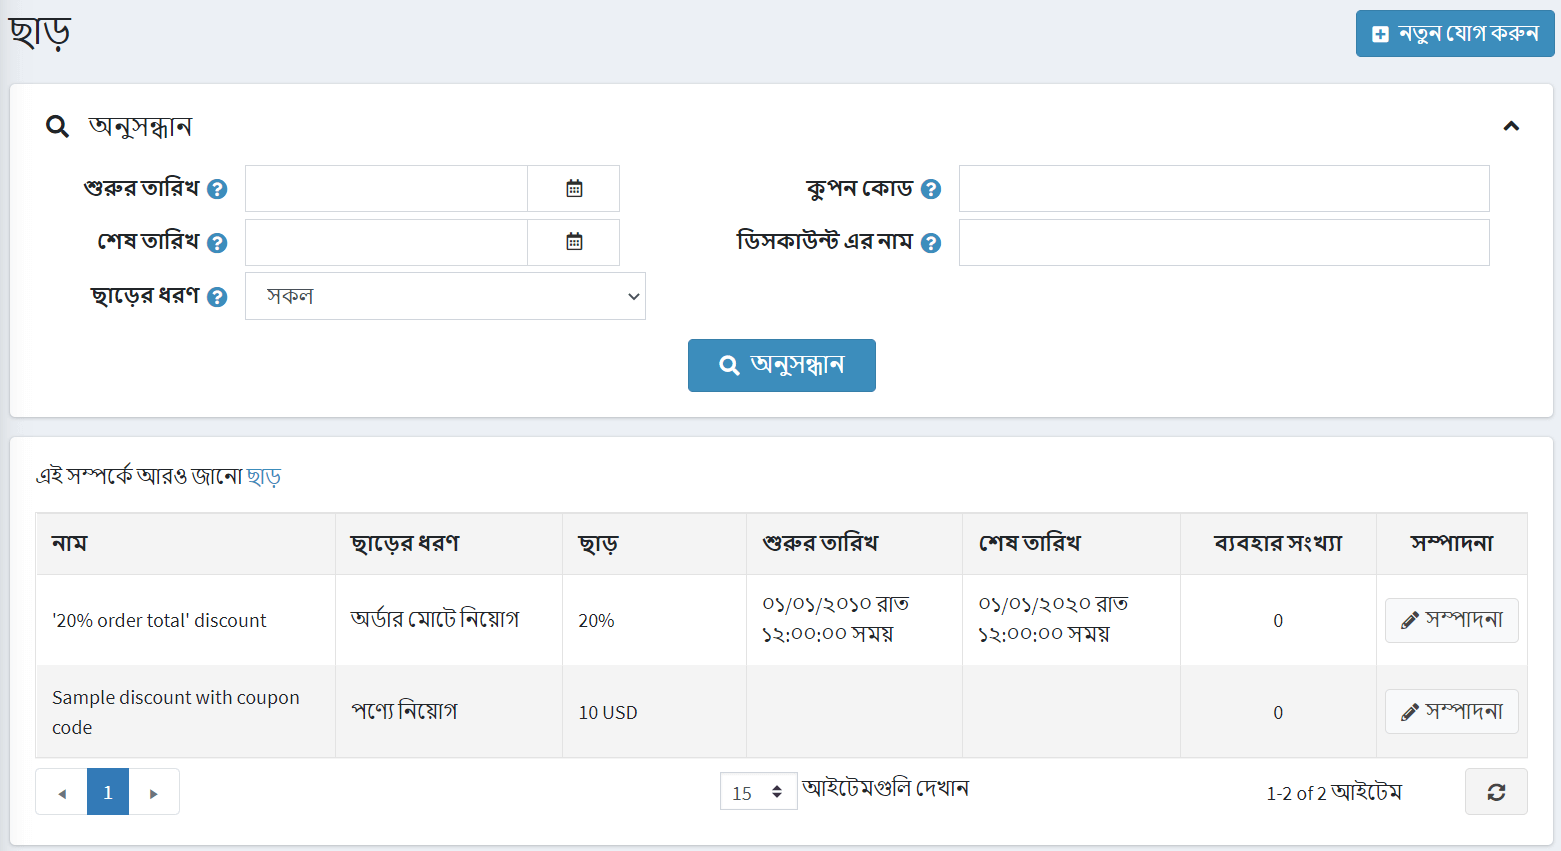 ছাড়
নতুন যোগ করুন
অনুসন্ধান
শুরুর তারিখ
কুপন কোড
শেষ তারিখ
ডিসকাউন্ট এর নাম
ছাড়ের ধরণ
সকল
অনুসন্ধান
এই সম্পর্কে আরও জানো ছাড়
নাম ছাড়ের ধরণ ছাড় শুরুর তারিখ শেষ তারিখ ব্যবহার সংখ্যা সম্পাদনা
'20% order total' discount
অর্ডার মোটে নিয়োগ
20%
০১/০১/২০১০ রাত
১২:০০:০০ সময়
০১/০১/২০২০ রাত
১২:০০:০০ সময়
0
সম্পাদনা
Sample discount with coupon
code
পণ্যে নিয়োগ
10 USD
0
সম্পাদনা
1
15 আইটেমগুলি দেখান
1-2 of 2 আইটেম